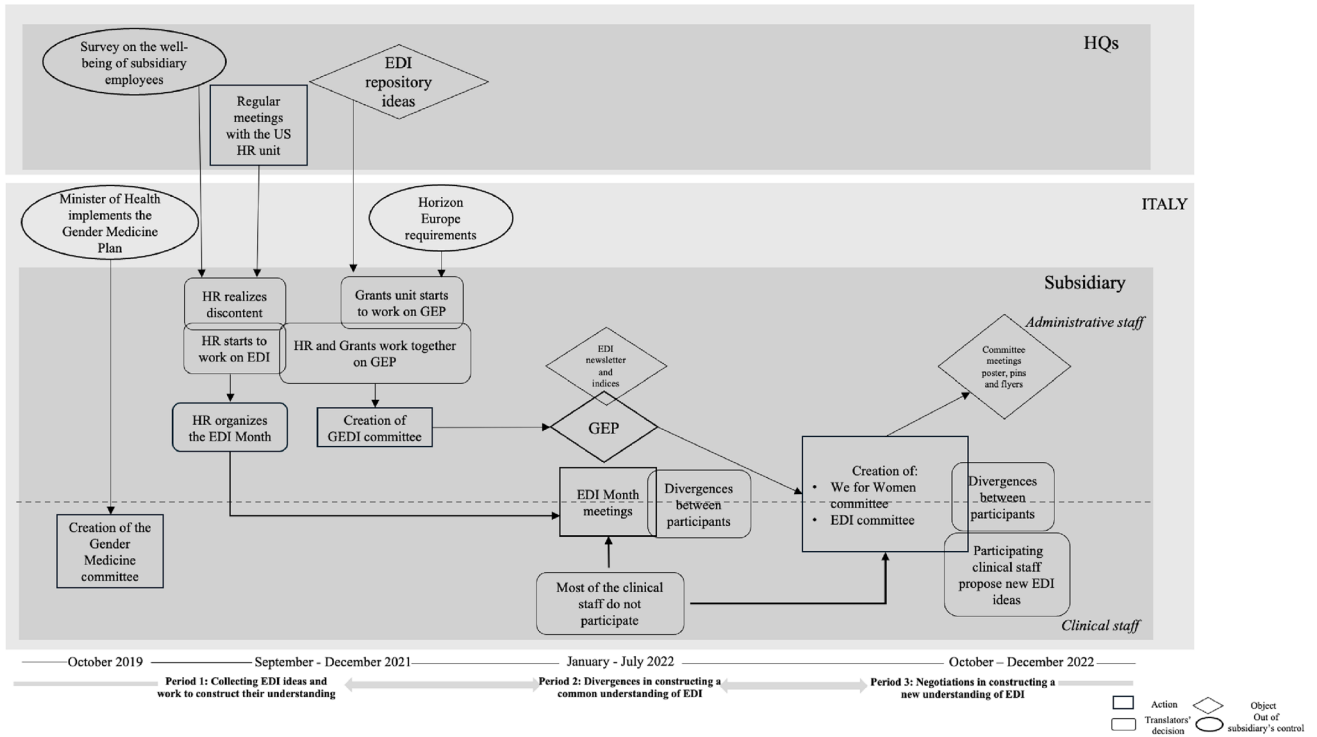 Survey on the well-
being of subsidiary
employees
EDI
repository
ideas
HQs
Regular
meetings
with the US
HR unit
Minister of Health
implements the
Gender Medicine
Plan
Horizon
Europe
requirements
ITALY
HR realizes
discontent
Grants unit starts
to work on GEP
Subsidiary
HR starts to
work on EDI
HR and Grants work together
on GEP
EDI
newsletter
and
indices
Administrative staff
Committee
meetings
poster, pins
and flyers
HR organizes
the EDI Month
Creation of
GEDI committee
GEP
EDI Month
meetings
Divergences
between
participants
Creation of:
• We for Women
committee
• EDI committee
Divergences
between
participants
Creation of the
Gender
Medicine
committee
Most of the clinical
staff do not
participate
Participating
clinical staff
propose new EDI
ideas
Clinical staff
October 2019
September - December 2021
January - July 2022
October – December 2022
Period 1: Collecting EDI ideas and
work to construct their understanding
Period 2: Divergences in constructing a
common understanding of EDI
Period 3: Negotiations in constructing a
new understanding of EDI
Action
Object
Translators'
decision
Out of
subsidiary's control